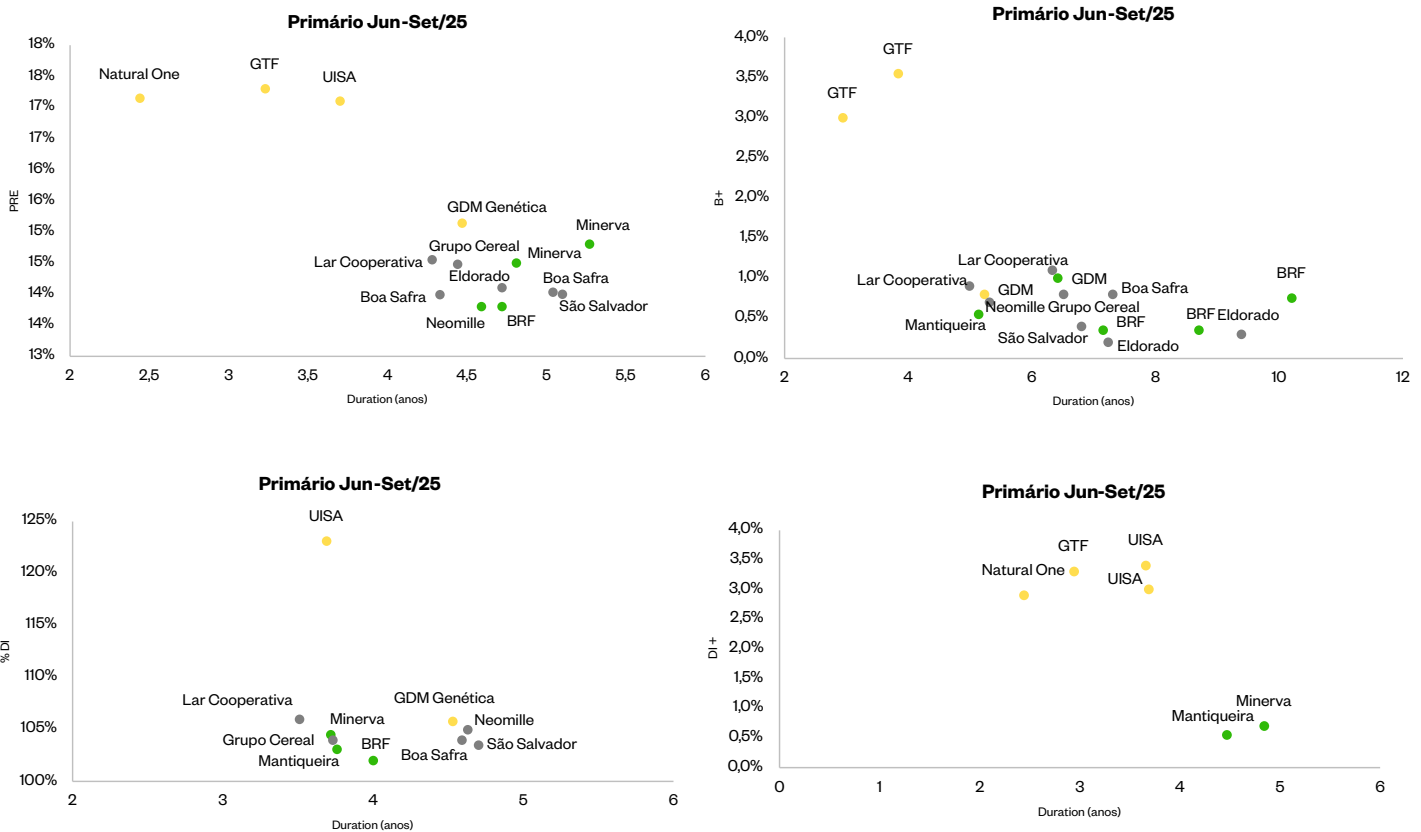 Primário Jun-Set/25
18%
18%
17%
17%
16%
16%
15%
15%
14%
14%
13%
PRE
Natural One
GTF
UISA
GDM Genética
Minerva
Grupo Cereal
Minerva
Lar Cooperativa
Eldorado
Boa Safra
Boa Safra
São Salvador
Neomille
BRF
2
2,5
3
3,5
4
4,5
5
5,5
6
Duration (anos)
Primário Jun-Set/25
4,0%
3,5%
3,0%
2,5%
2,0%
1,5%
1,0%
0,5%
0,0%
B+
GTF
GTF
Lar Cooperativa
Lar Cooperativa
GDM
BRF
GDM
Boa Safra
Neomille
Grupo Cereal
Mantiqueira
BRF
BRF
Eldorado
São Salvador
Eldorado
2
4
6
8
10
12
Duration (anos)
Primário Jun-Set/25
125%
120%
115%
110%
105%
100%
% DI
UISA
Lar Cooperativa
GDM Genética
Minerva
Neomille
Grupo Cereal
BRF
São Salvador
Mantiqueira
Boa Safra
2
3
4
5
6
Duration (anos)
Primário Jun-Set/25
4,0%
3,5%
3,0%
2,5%
2,0%
1,5%
1,0%
0,5%
0,0%
DI +
UISA
GTF
Natural One
UISA
Minerva
Mantiqueira
0
1
2
3
4
5
6
Duration (anos)